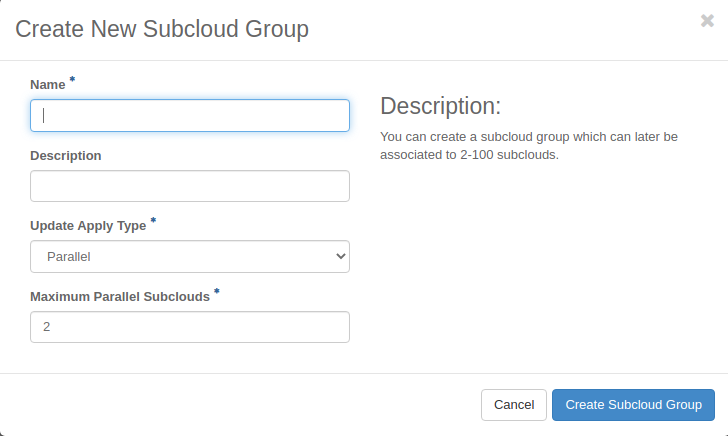 Create New Subcloud Group
×
Name *
Description
Update Apply Type *
Parallel
Maximum Parallel Subclouds *
2
Description:
You can create a subcloud group which can later be
associated to 2-100 subclouds.
Cancel
Create Subcloud Group